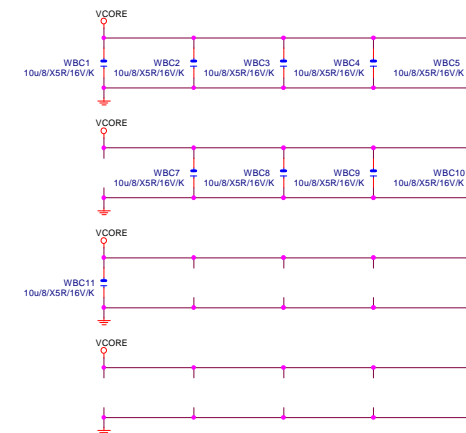 VCORE
WBC1 WBC2 WBC3 WBC4 WBC5
10u/8/X5R/16V/K 10u/8/X5R/16V/K 10u/8/X5R/16V/K 10u/8/X5R/16V/K 10u/8/X5R/16V/K
VCORE
WBC7 WBC8 WBC9 WBC10
10u/8/X5R/16V/K 10u/8/X5R/16V/K 10u/8/X5R/16V/K 10u/8/X5R/16V/K
VCORE
WBC11
10u/8/X5R/16V/K
VCORE